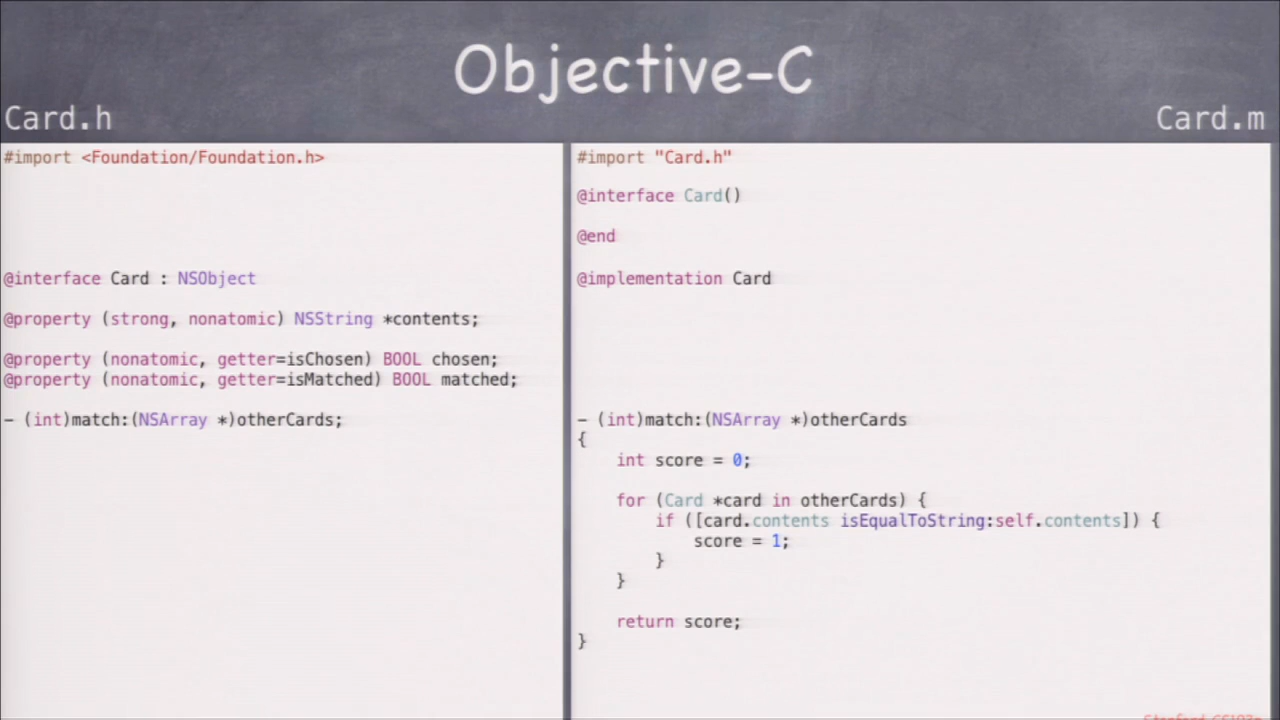 Objective-C
Card.h
Card.m
#import <Foundation/Foundation.h>
@interface Card : NSObject
@property (strong, nonatomic) NSString *contents;
@property (nonatomic, getter=isChosen) BOOL chosen;
@property (nonatomic, getter=isMatched) BOOL matched;
- (int)match:(NSArray *)otherCards;
#import "Card.h"
@interface Card()
@end
@implementation Card
- (int)match:(NSArray *)otherCards
{
    int score = 0;
    for (Card *card in otherCards) {
        if ([card.contents isEqualToString:self.contents]) {
            score = 1;
        }
    }
    return score;
}